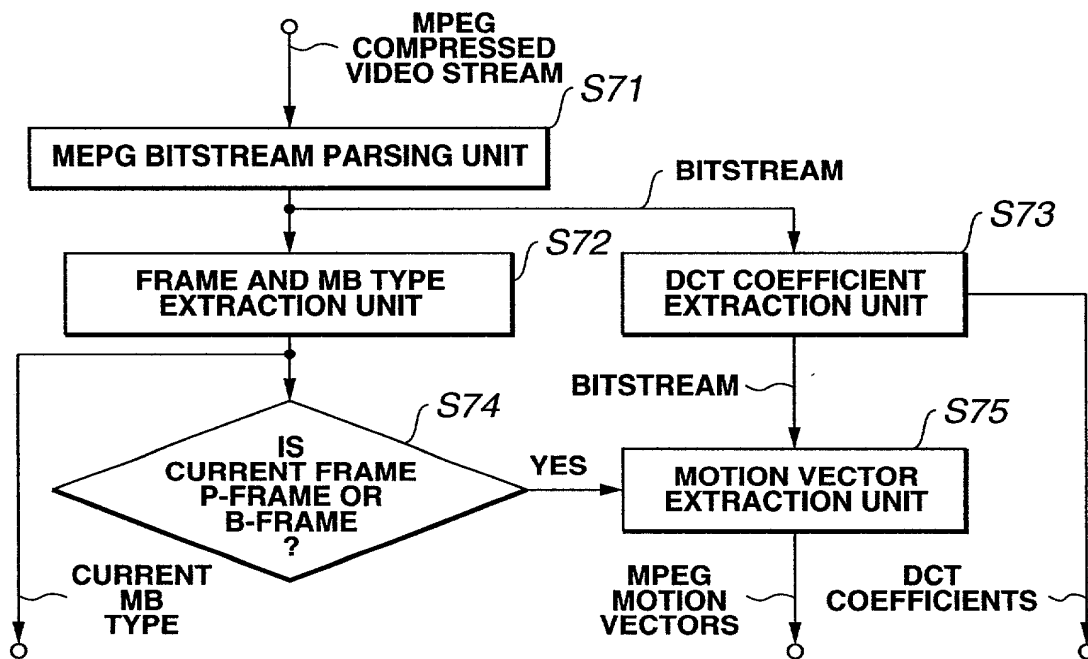 MPEG
COMPRESSED
VIDEO STREAM
S71
MEPG BITSTREAM PARSING UNIT
BITSTREAM
S72
S73
FRAME AND MB TYPE
EXTRACTION UNIT
DCT COEFFICIENT
EXTRACTION UNIT
BITSTREAM
S74
S75
IS
CURRENT FRAME
P-FRAME OR
B-FRAME
?
YES
MOTION VECTOR
EXTRACTION UNIT
CURRENT
MB
TYPE
MPEG
MOTION
VECTORS
DCT
COEFFICIENTS